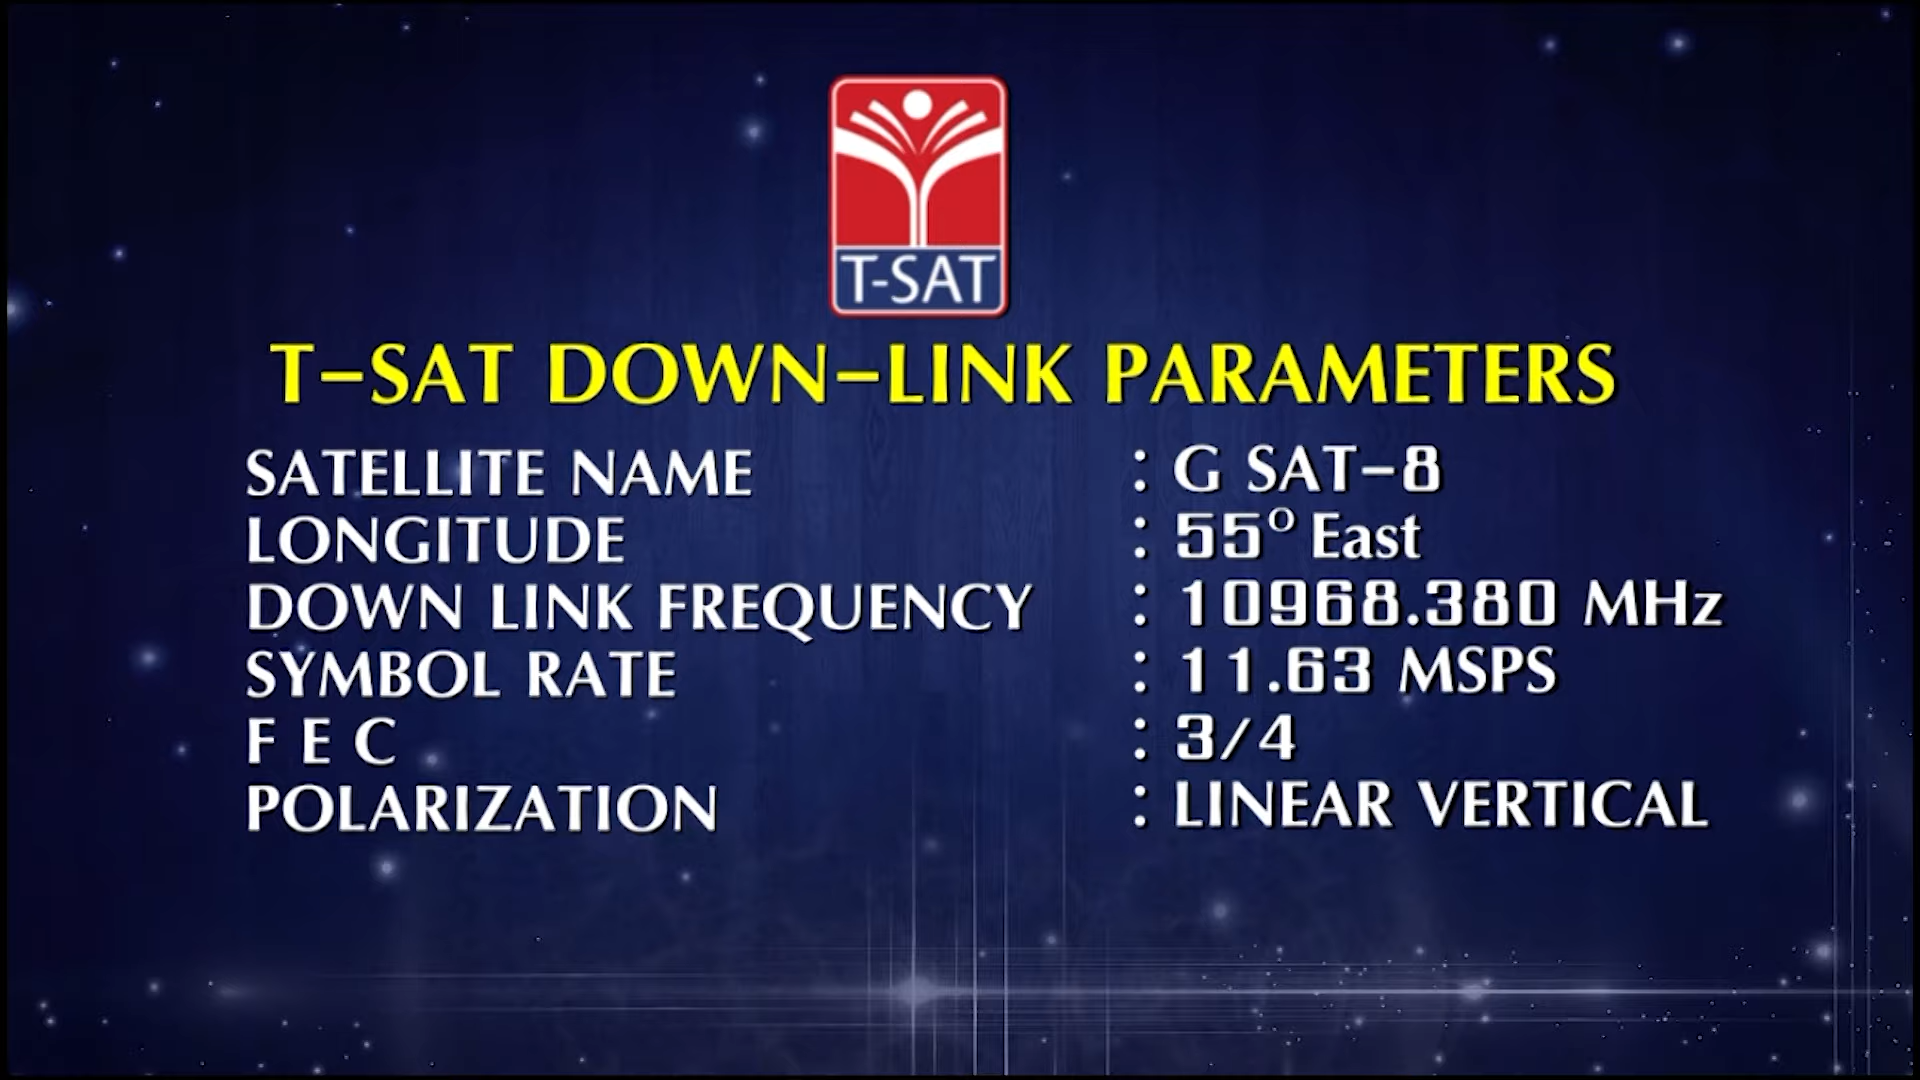 T-SAT
T-SAT DOWN-LINK PARAMETERS
SATELLITE NAME : G SAT-8
LONGITUDE : 55° East
DOWN LINK FREQUENCY : 10968.380 MHz
SYMBOL RATE : 11.63 MSPS
F E C : 3/4
POLARIZATION : LINEAR VERTICAL